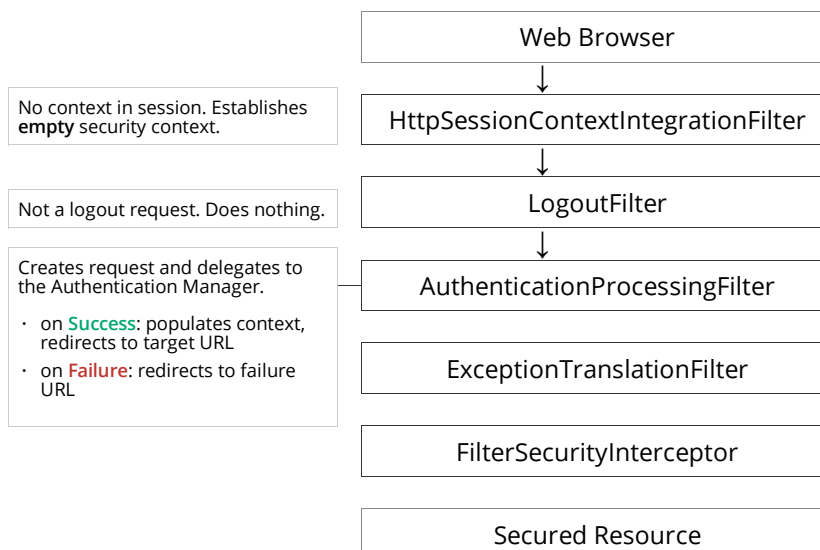 Web Browser
No context in session. Establishes
empty security context.
HttpSessionContextIntegrationFilter
Not a logout request. Does nothing.
LogoutFilter
Creates request and delegates to
the Authentication Manager.
· on Success: populates context,
redirects to target URL
· on Failure: redirects to failure
URL
AuthenticationProcessingFilter
ExceptionTranslationFilter
FilterSecurityInterceptor
Secured Resource